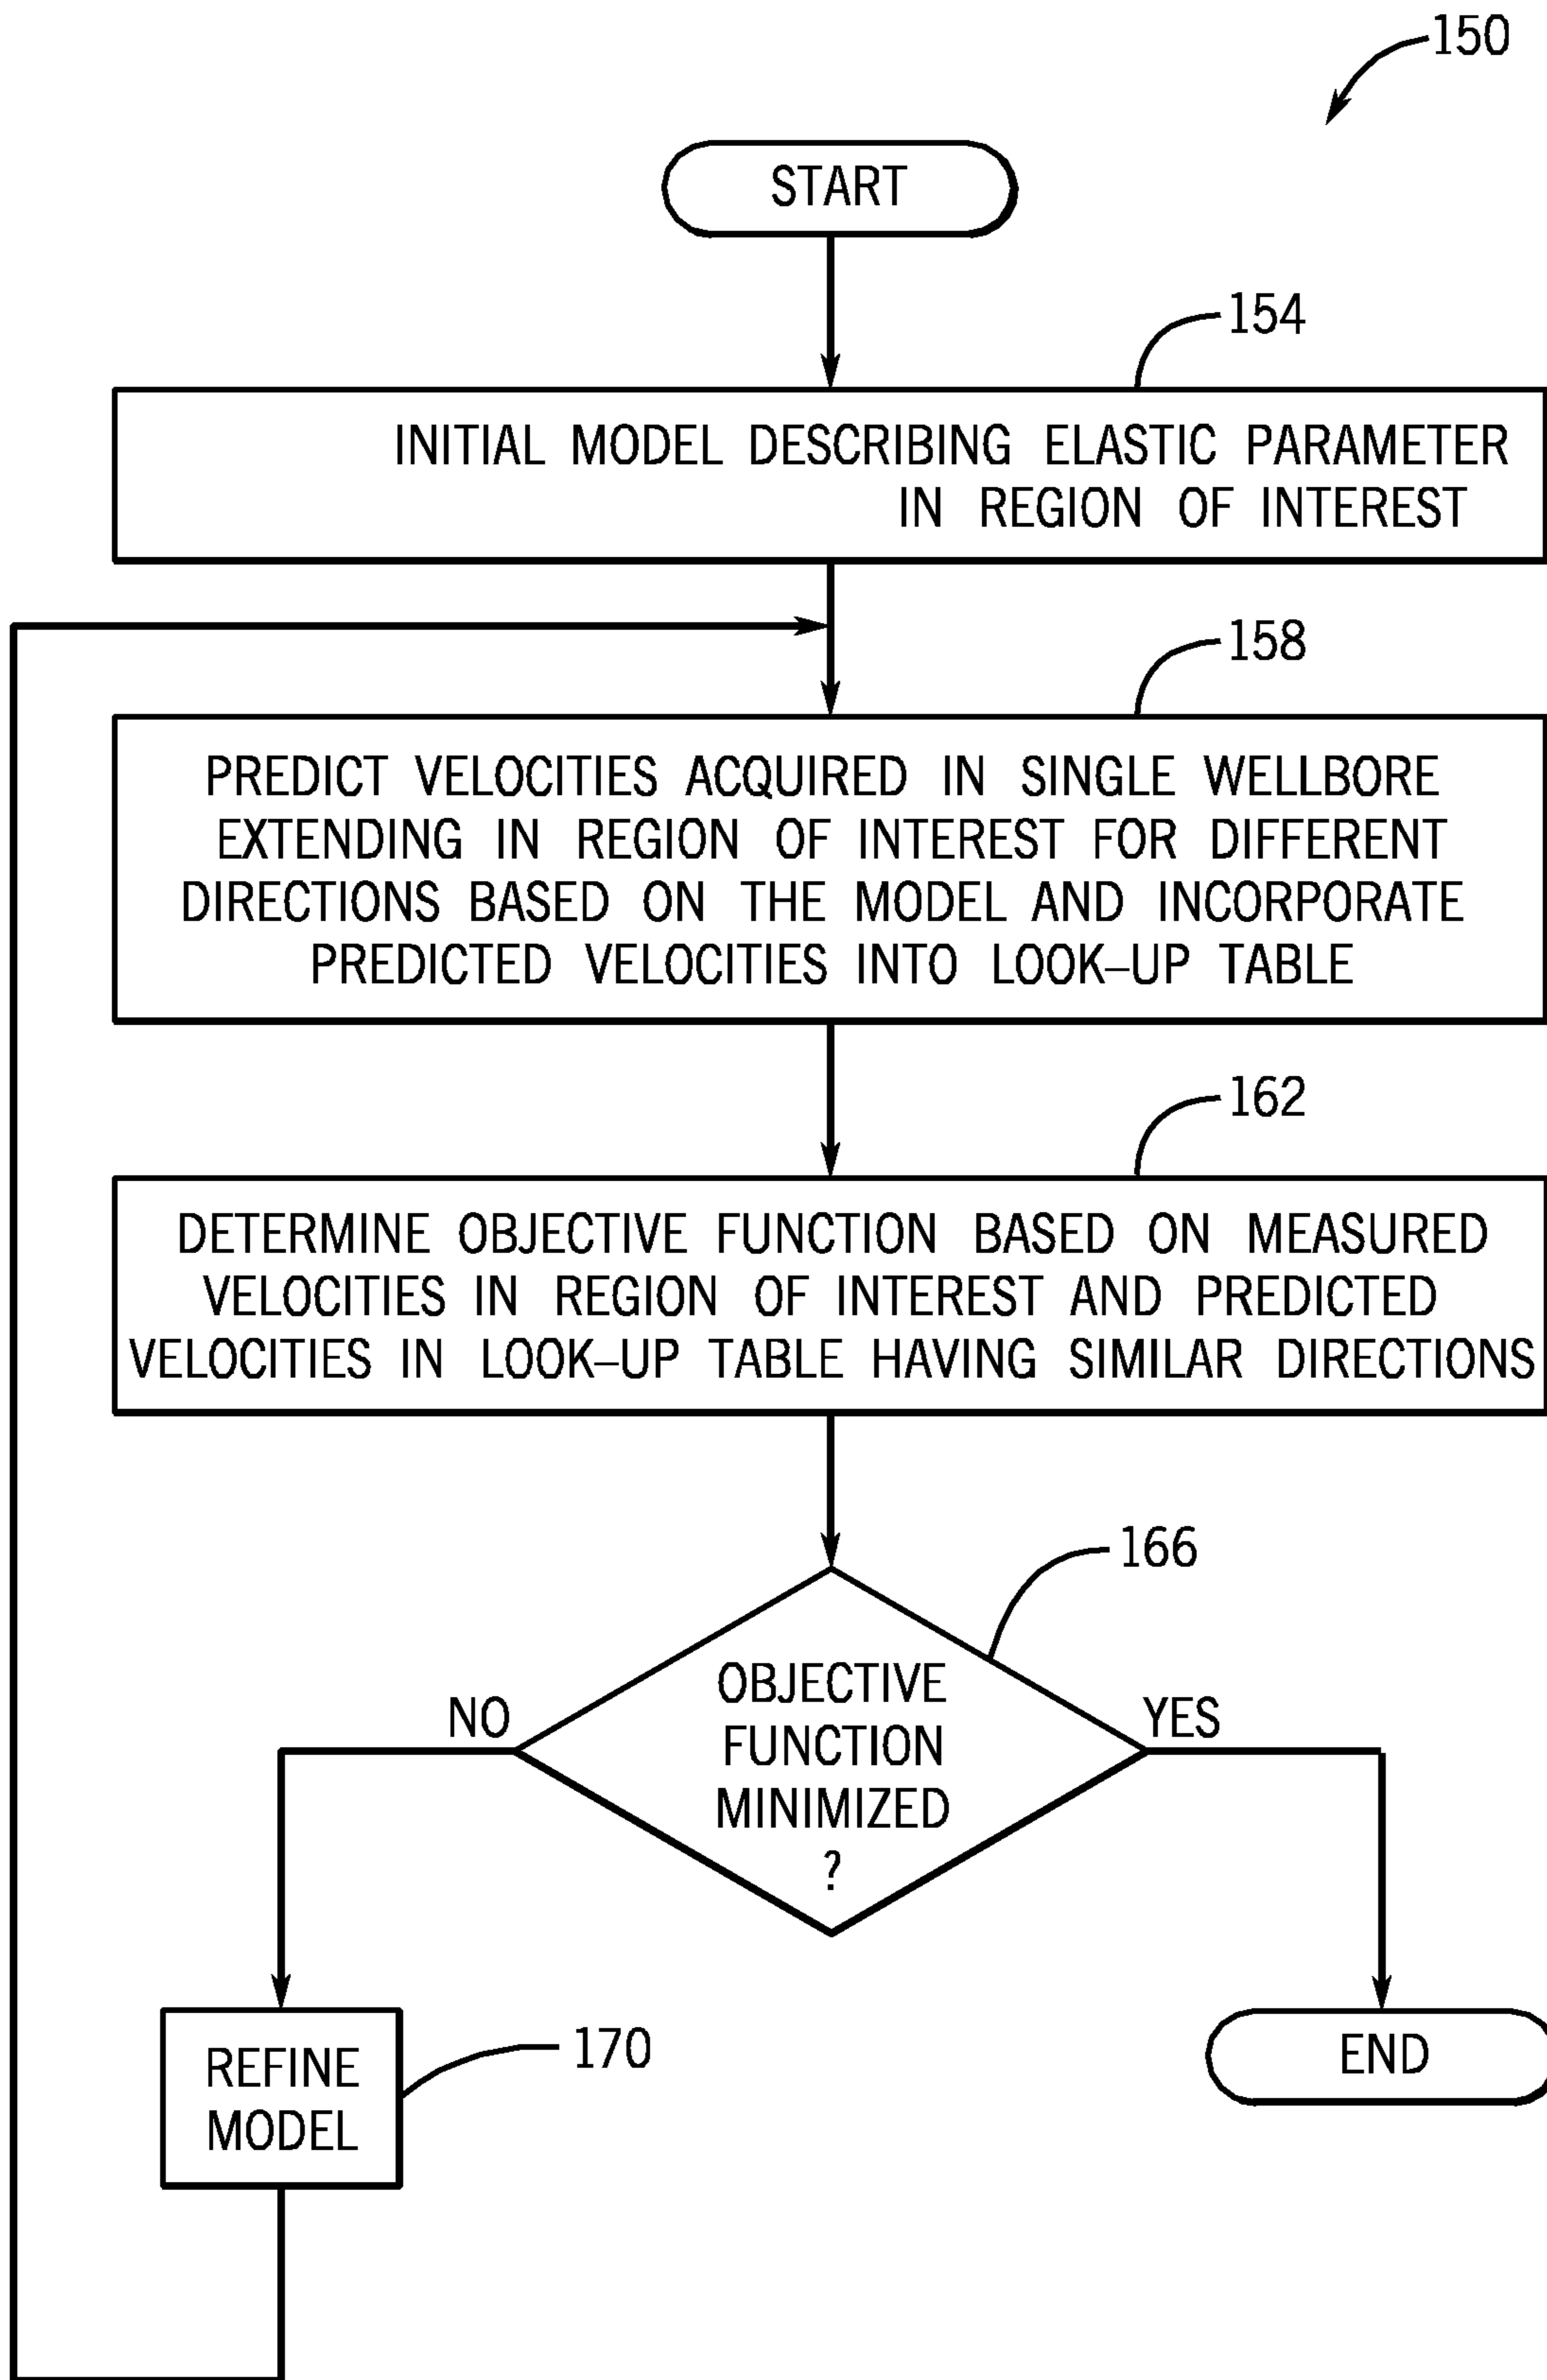 150
START
154
INITIAL MODEL DESCRIBING ELASTIC PARAMETER
IN REGION OF INTEREST
158
PREDICT VELOCITIES ACQUIRED IN SINGLE WELLBORE
EXTENDING IN REGION OF INTEREST FOR DIFFERENT
DIRECTIONS BASED ON THE MODEL AND INCORPORATE
PREDICTED VELOCITIES INTO LOOK–UP TABLE
162
DETERMINE OBJECTIVE FUNCTION BASED ON MEASURED
VELOCITIES IN REGION OF INTEREST AND PREDICTED
VELOCITIES IN LOOK–UP TABLE HAVING SIMILAR DIRECTIONS
166
OBJECTIVE
FUNCTION
MINIMIZED
?
NO
YES
REFINE
MODEL
170
END